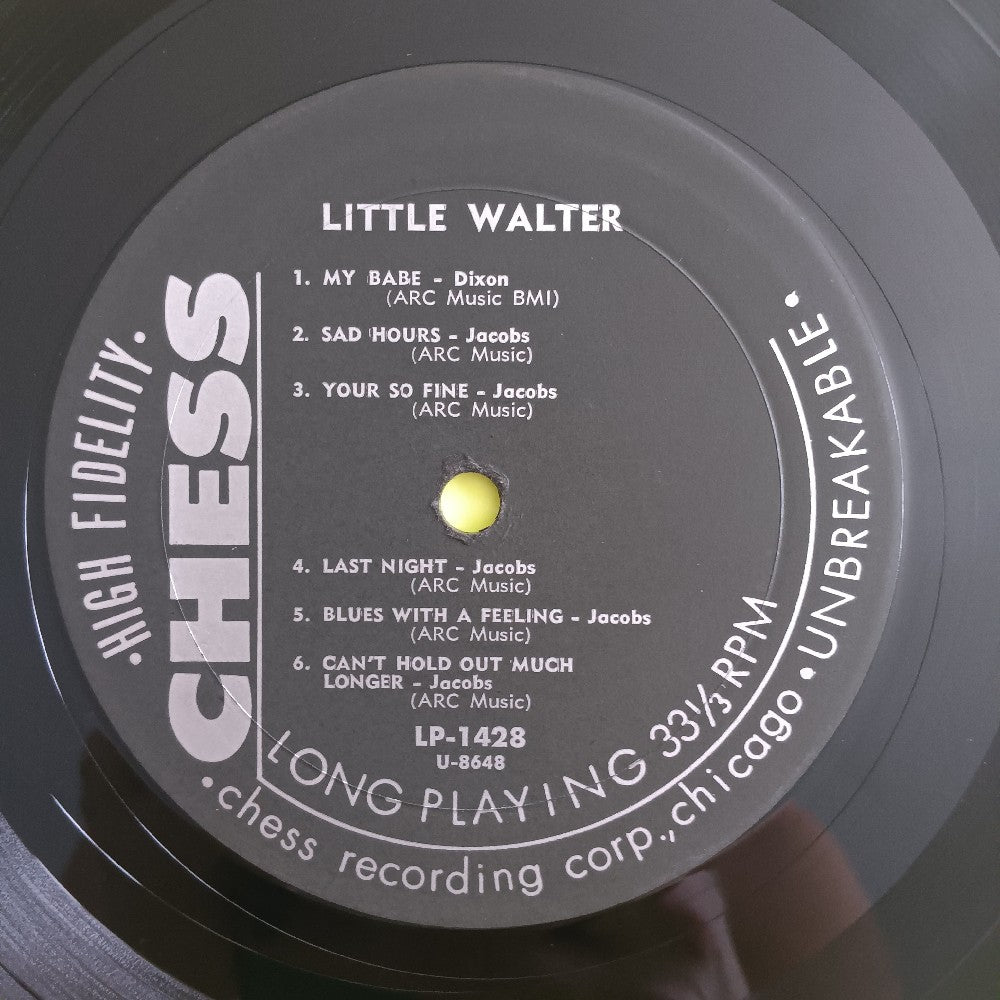 LITTLE WALTER
1. MY BABE - Dixon
(ARC Music BMI)
2. SAD HOURS - Jacobs
(ARC Music)
3. YOUR SO FINE - Jacobs
(ARC Music)
4. LAST NIGHT - Jacobs
(ARC Music)
5. BLUES WITH A FEELING - Jacobs
(ARC Music)
6. CAN'T HOLD OUT MUCH
LONGER - Jacobs
(ARC Music)
LP-1428
U-8648
LONG PLAYING 33⅓ RPM
CHESS
•HIGH FIDELITY•
•chess recording corp., chicago•UNBREAKABLE•